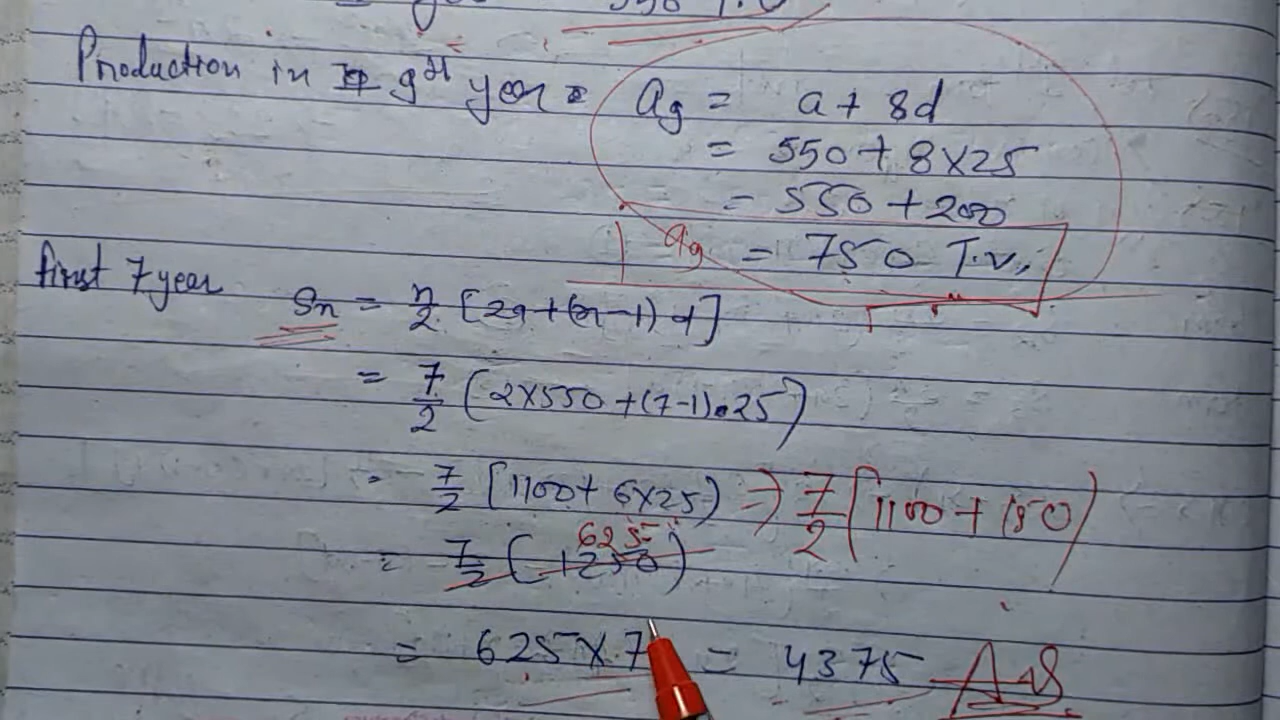 550 T.V
Production in 9th year = a9 = a + 8d
= 550 + 8×25
= 550 + 200
a9 = 750 T.V.
first 7 year
Sn = n/2 [2a+(n-1) d]
= 7/2 (2×550 +(7-1).25)
= 7/2 [1100+ 6×25) ⇒ 7/2 (1100 + 150)
625
= 7/2 (1250)
= 625×7 = 4375 Ans